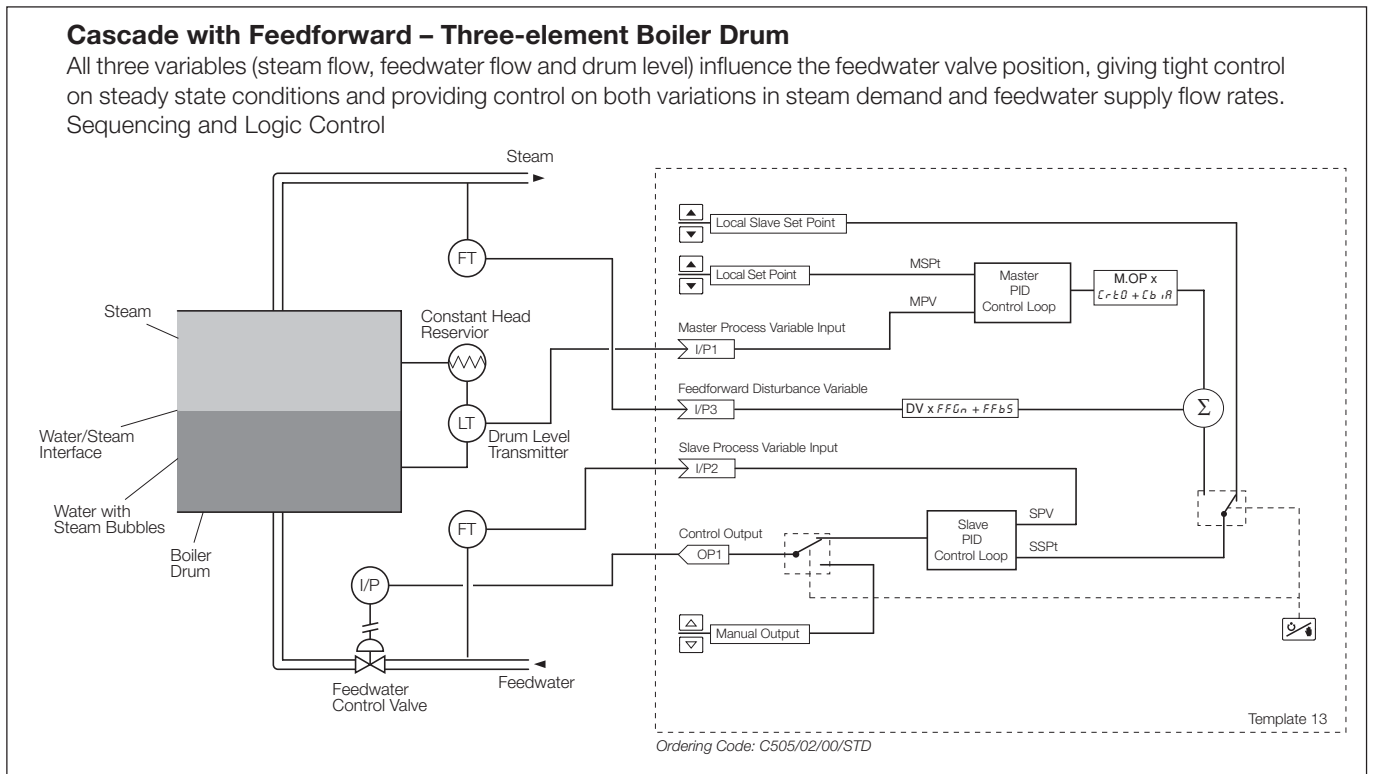 Cascade with Feedforward – Three-element Boiler Drum
All three variables (steam flow, feedwater flow and drum level) influence the feedwater valve position, giving tight control
on steady state conditions and providing control on both variations in steam demand and feedwater supply flow rates.
Sequencing and Logic Control
Steam
FT
Steam
Constant Head
Reservior
LT
Drum Level
Transmitter
Water/Steam
Interface
Water with
Steam Bubbles
Boiler
Drum
FT
I/P
Feedwater
Control Valve
Feedwater
Local Slave Set Point
Local Set Point
MSPt
MPV
Master
PID
Control Loop
M.OP x
CrtO + CbiA
Master Process Variable Input
I/P1
Feedforward Disturbance Variable
I/P3
DV x FFGn + FFbS
Σ
Slave Process Variable Input
I/P2
SPV
SSPt
Slave
PID
Control Loop
Control Output
OP1
Manual Output
Template 13
Ordering Code: C505/02/00/STD